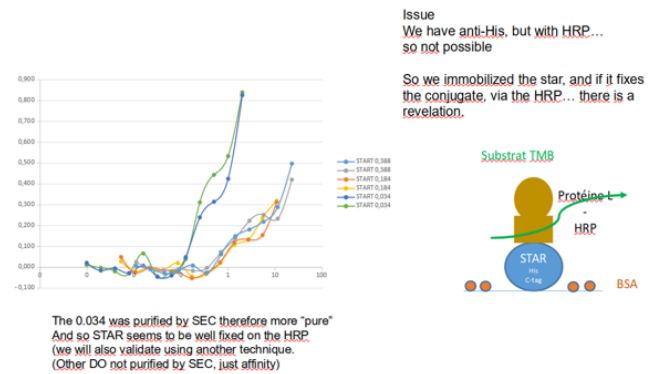 Issue
We have anti-His, but with HRP…
so not possible
So we immobilized the star, and if it fixes
the conjugate, via the HRP… there is a
revelation.
0,900
0,800
0,700
0,600
0,500
0,400
0,300
0,200
0,100
0,000
-0,100
0
0
0
0
1
10
100
START 0,388
START 0,388
START 0,184
START 0,184
START 0,034
START 0,034
Substrat TMB
Protéine L
-
HRP
STAR
His
C-tag
BSA
The 0.034 was purified by SEC therefore more “pure”
And so STAR seems to be well fixed on the HRP
(we will also validate using another technique.
(Other DO not purified by SEC, just affinity)